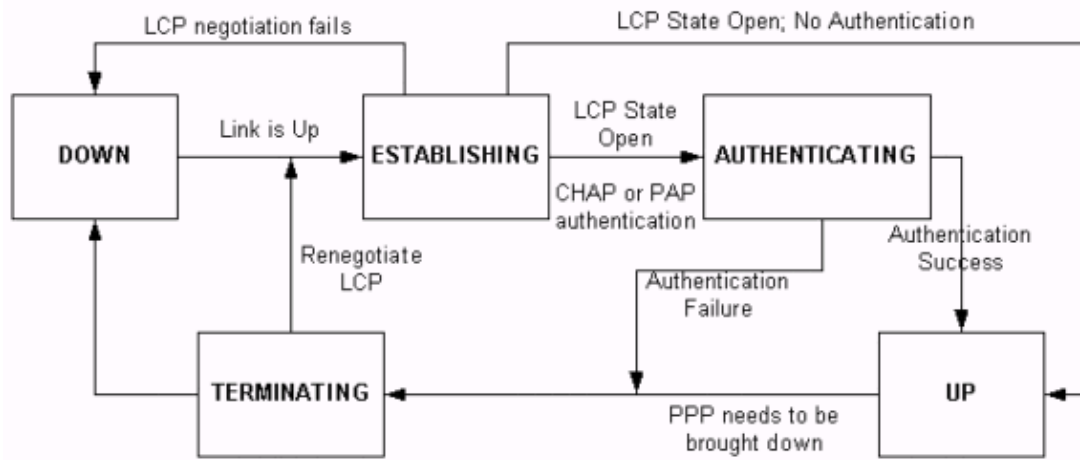 LCP negotiation fails
LCP State Open; No Authentication
DOWN
Link is Up
ESTABLISHING
LCP State
Open
CHAP or PAP
authentication
AUTHENTICATING
Authentication
Success
Renegotiate
LCP
Authentication
Failure
TERMINATING
PPP needs to be
brought down
UP